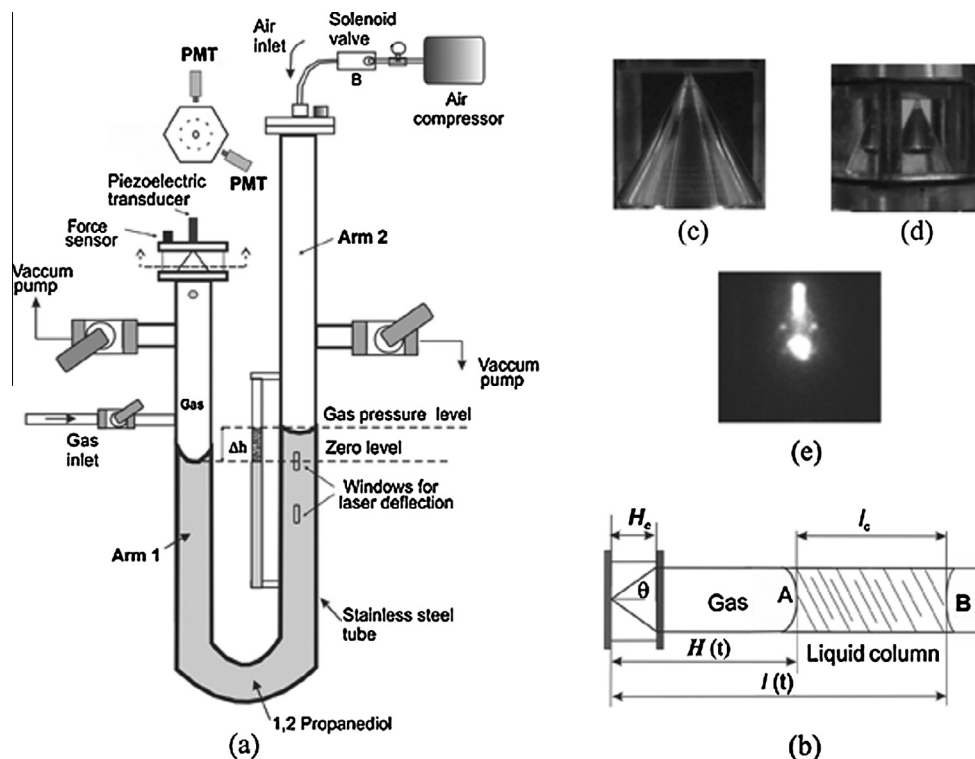 Air
inlet
Solenoid
valve
B
Air
compressor
PMT
PMT
Piezoelectric
transducer
Force
sensor
Arm 2
Vaccum
pump
Vaccum
pump
Gas
Gas
inlet
Δh
Gas pressure level
Zero level
Windows for
laser deflection
Arm 1
Stainless steel
tube
1,2 Propanediol
(a)
(c)
(d)
(e)
Hc
lc
θ
Gas
A
B
H (t)
Liquid column
l (t)
(b)